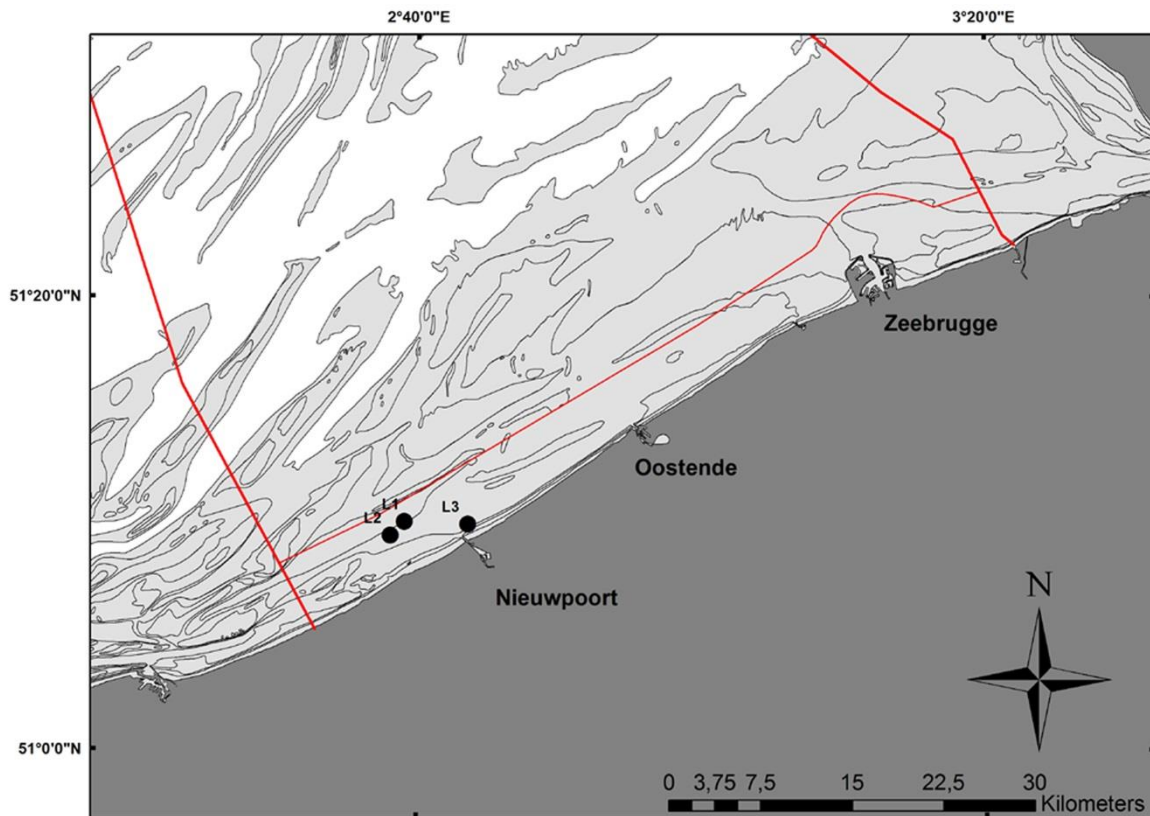 2°40'0"E 3°20'0"E
51°20'0"N
Zeebrugge
Oostende
L1
L2 L3
Nieuwpoort
N
51°0'0"N
0 3,75 7,5 15 22,5 30
Kilometers